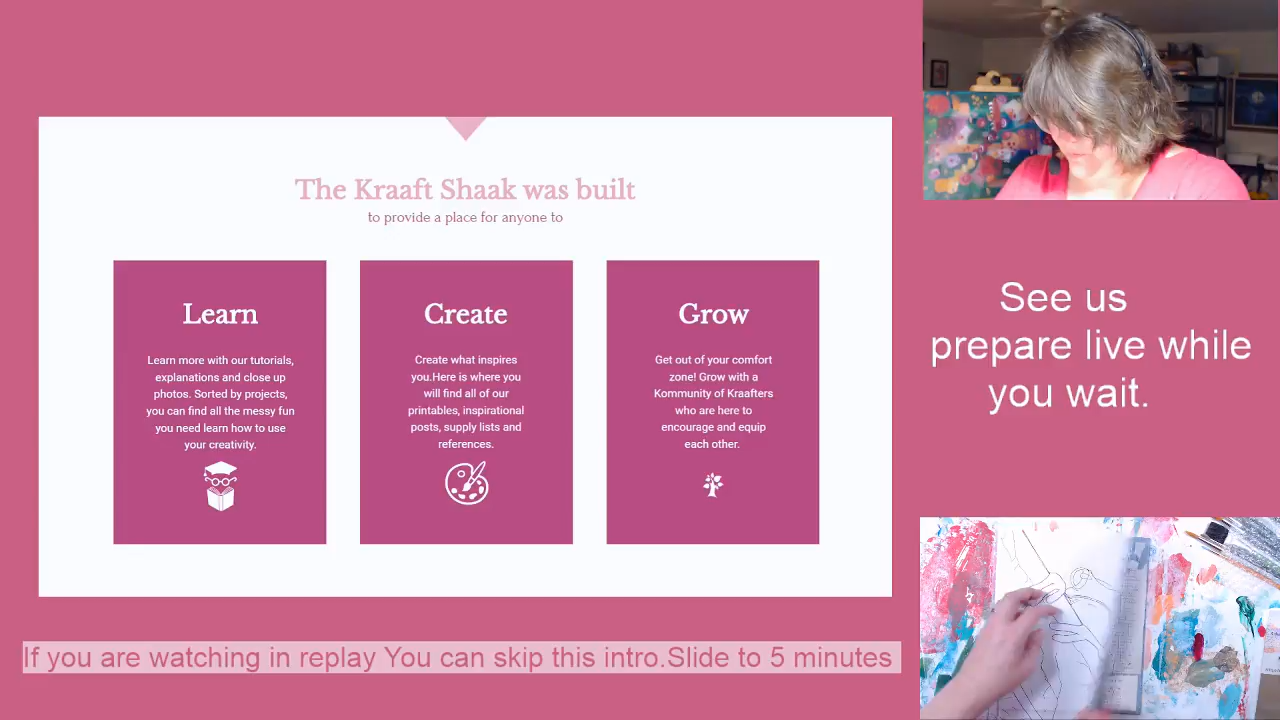 The Kraaft Shaak was built
to provide a place for anyone to
Learn
Learn more with our tutorials,
explanations and close up
photos. Sorted by projects,
you can find all the messy fun
you need learn how to use
your creativity.
Create
Create what inspires
you.Here is where you
will find all of our
printables, inspirational
posts, supply lists and
references.
Grow
Get out of your comfort
zone! Grow with a
Kommunity of Kraafters
who are here to
encourage and equip
each other.
See us
prepare live while
you wait.
If you are watching in replay You can skip this intro.Slide to 5 minutes